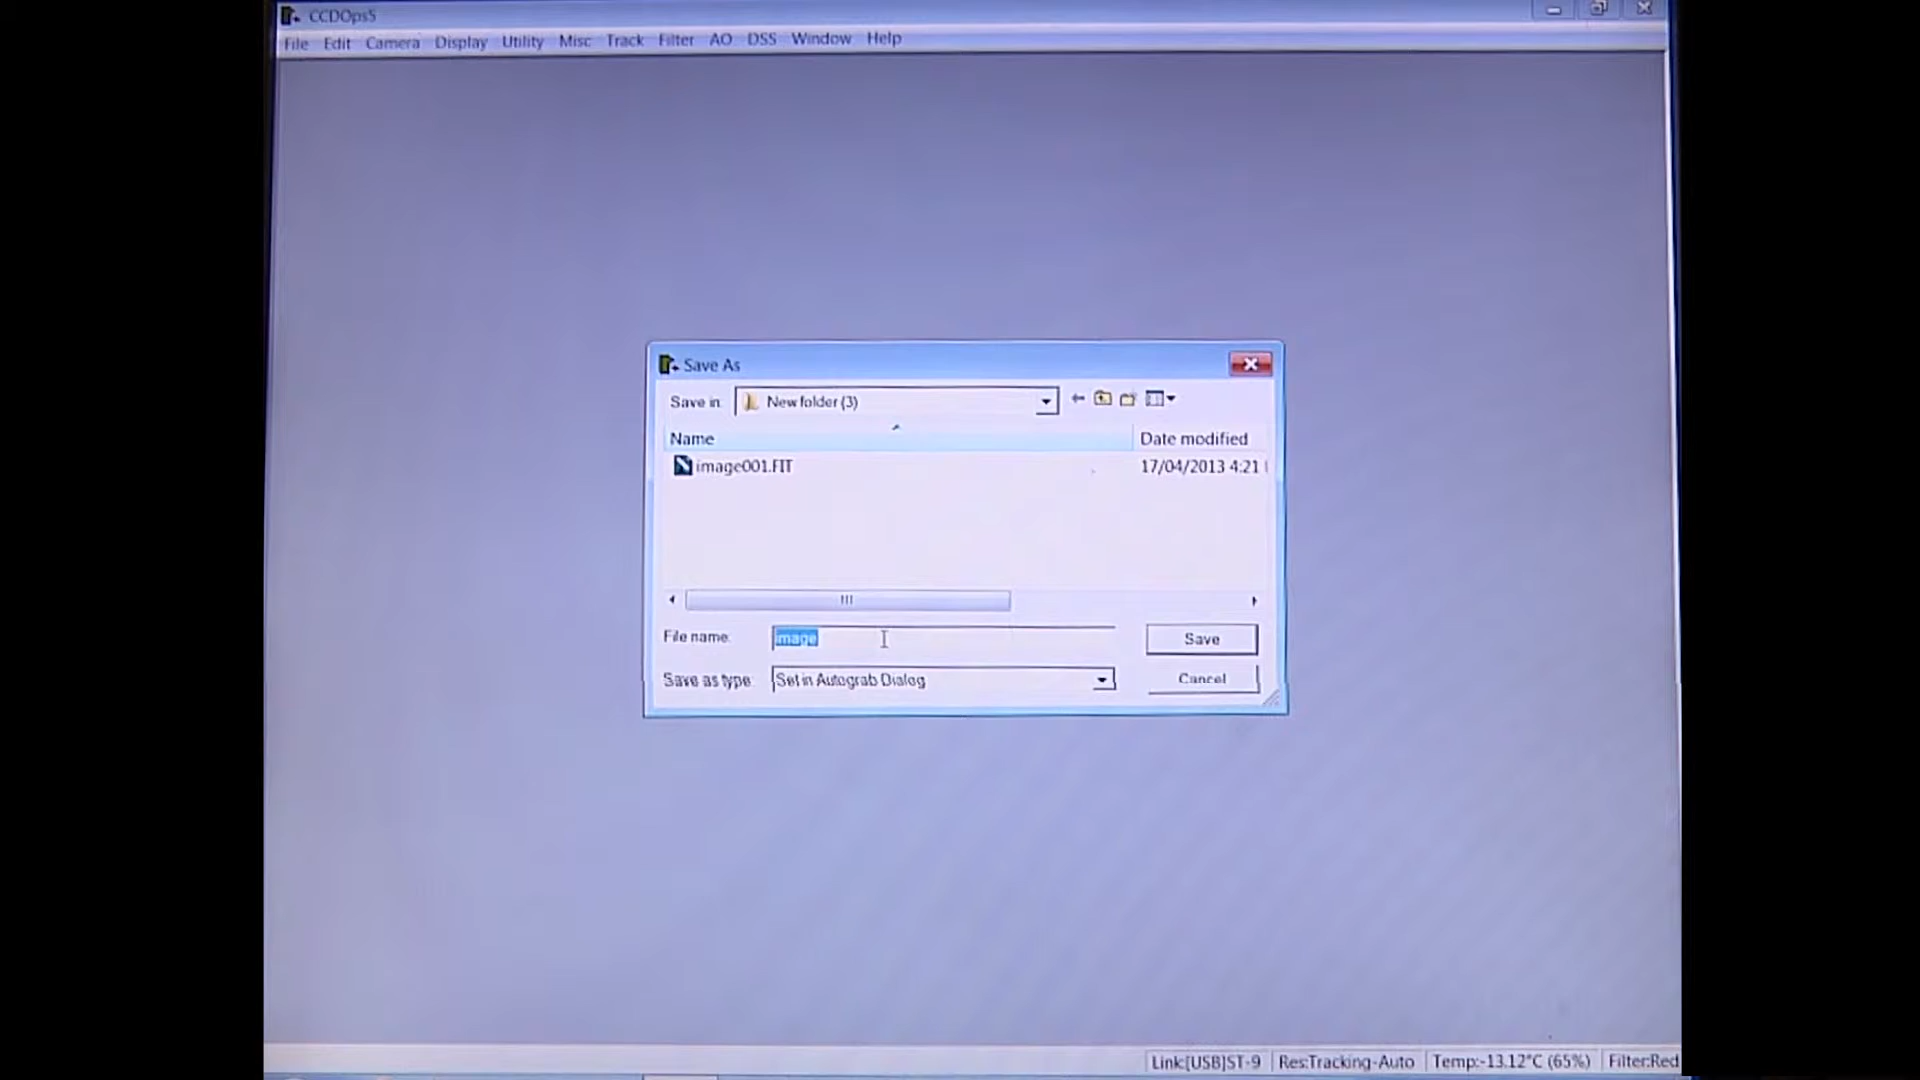 CCDOps5
File Edit Camera Display Utility Misc Track Filter AO DSS Window Help
Save As
Save in: New folder (3)
Name Date modified
image001.FIT 17/04/2013 4:21
File name: image
Save
Save as type: Set in Autograb Dialog
Cancel
Link:[USB]ST-9 Res:Tracking-Auto Temp:-13.12°C (65%) Filter:Red